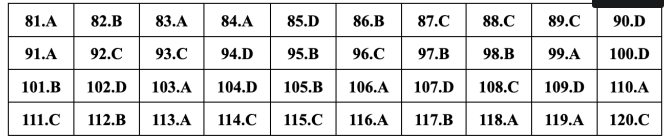 81.A 82.B 83.A 84.A 85.D 86.B 87.C 88.C 89.C 90.D
91.A 92.C 93.C 94.D 95.B 96.C 97.B 98.B 99.A 100.D
101.B 102.D 103.A 104.D 105.B 106.A 107.D 108.C 109.D 110.A
111.C 112.B 113.A 114.C 115.C 116.A 117.B 118.A 119.A 120.C